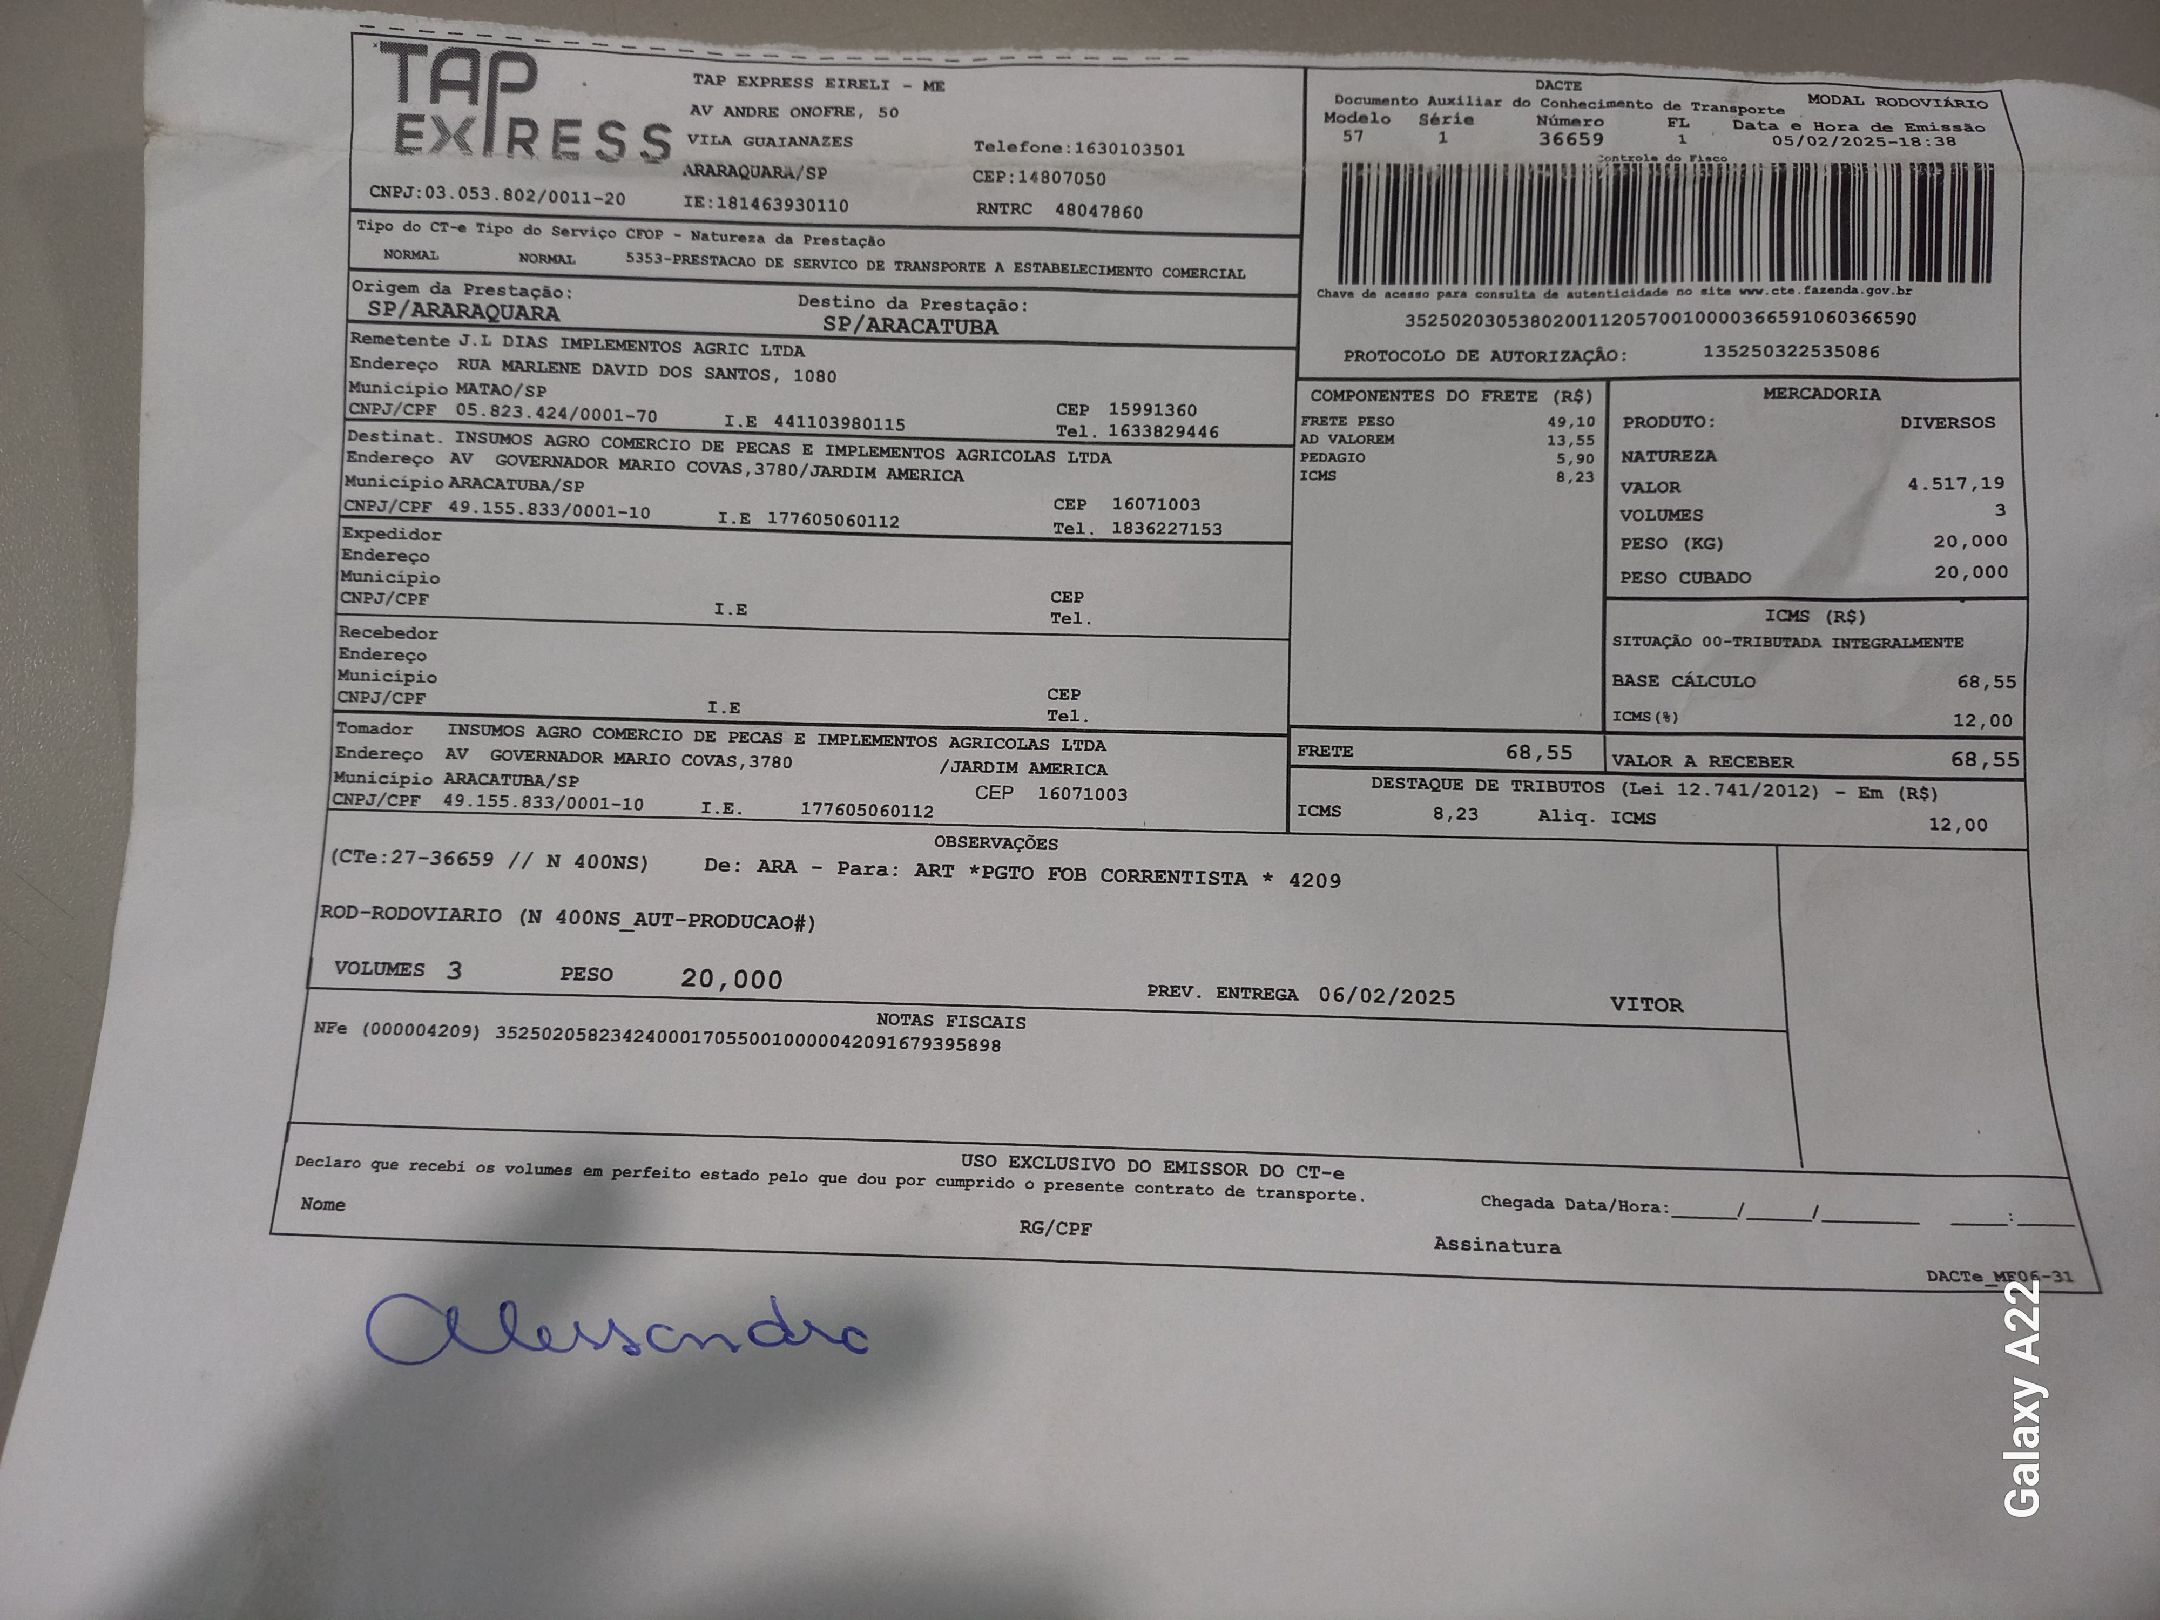 TAP
EXPRESS
TAP EXPRESS EIRELI - ME
AV ANDRE ONOFRE, 50
VILA GUAIANAZES
Telefone:1630103501
ARARAQUARA/SP
CEP:14807050
CNPJ:03.053.802/0011-20
IE:181463930110
RNTRC 48047860
DACTE
Documento Auxiliar do Conhecimento de Transporte
MODAL RODOVIÁRIO
Modelo Série Número FL Data e Hora de Emissão
57 1 36659 1 05/02/2025-18:38
Controle do Fisco
Chave de acesso para consulta de autenticidade no site www.cte.fazenda.gov.br
35250203053802001120570010000366591060366590
PROTOCOLO DE AUTORIZAÇÃO: 135250322535086
Tipo do CT-e Tipo do Serviço CFOP - Natureza da Prestação
NORMAL NORMAL 5353-PRESTACAO DE SERVICO DE TRANSPORTE A ESTABELECIMENTO COMERCIAL
Origem da Prestação: Destino da Prestação:
SP/ARARAQUARA SP/ARACATUBA
Remetente J.L DIAS IMPLEMENTOS AGRIC LTDA
Endereço RUA MARLENE DAVID DOS SANTOS, 1080
Município MATAO/SP
CEP 15991360
CNPJ/CPF 05.823.424/0001-70 I.E 441103980115
Tel. 1633829446
Destinat. INSUMOS AGRO COMERCIO DE PECAS E IMPLEMENTOS AGRICOLAS LTDA
Endereço AV GOVERNADOR MARIO COVAS,3780/JARDIM AMERICA
Município ARACATUBA/SP
CEP 16071003
CNPJ/CPF 49.155.833/0001-10 I.E 177605060112
Tel. 1836227153
Expedidor
Endereço
Município
CEP
CNPJ/CPF I.E
Tel.
Recebedor
Endereço
Município
CEP
CNPJ/CPF I.E
Tel.
Tomador INSUMOS AGRO COMERCIO DE PECAS E IMPLEMENTOS AGRICOLAS LTDA
Endereço AV GOVERNADOR MARIO COVAS,3780 /JARDIM AMERICA
Município ARACATUBA/SP CEP 16071003
CNPJ/CPF 49.155.833/0001-10 I.E. 177605060112
COMPONENTES DO FRETE (R$)
FRETE PESO 49,10
AD VALOREM 13,55
PEDAGIO 5,90
ICMS 8,23
FRETE 68,55
MERCADORIA
PRODUTO: DIVERSOS
NATUREZA
VALOR 4.517,19
VOLUMES 3
PESO (KG) 20,000
PESO CUBADO 20,000
ICMS (R$)
SITUAÇÃO 00-TRIBUTADA INTEGRALMENTE
BASE CÁLCULO 68,55
ICMS(%) 12,00
VALOR A RECEBER 68,55
DESTAQUE DE TRIBUTOS (Lei 12.741/2012) - Em (R$)
ICMS 8,23 Aliq. ICMS 12,00
OBSERVAÇÕES
(CTe:27-36659 // N 400NS) De: ARA - Para: ART *PGTO FOB CORRENTISTA * 4209
ROD-RODOVIARIO (N 400NS_AUT-PRODUCAO#)
VOLUMES 3 PESO 20,000 PREV. ENTREGA 06/02/2025 VITOR
NOTAS FISCAIS
NFe (000004209) 35250205823424000170550010000042091679395898
USO EXCLUSIVO DO EMISSOR DO CT-e
Declaro que recebi os volumes em perfeito estado pelo que dou por cumprido o presente contrato de transporte.
Chegada Data/Hora:_____/_____/_______ ____:____
Nome RG/CPF Assinatura
DACTe_MF06-31
Alessandro
Galaxy A22